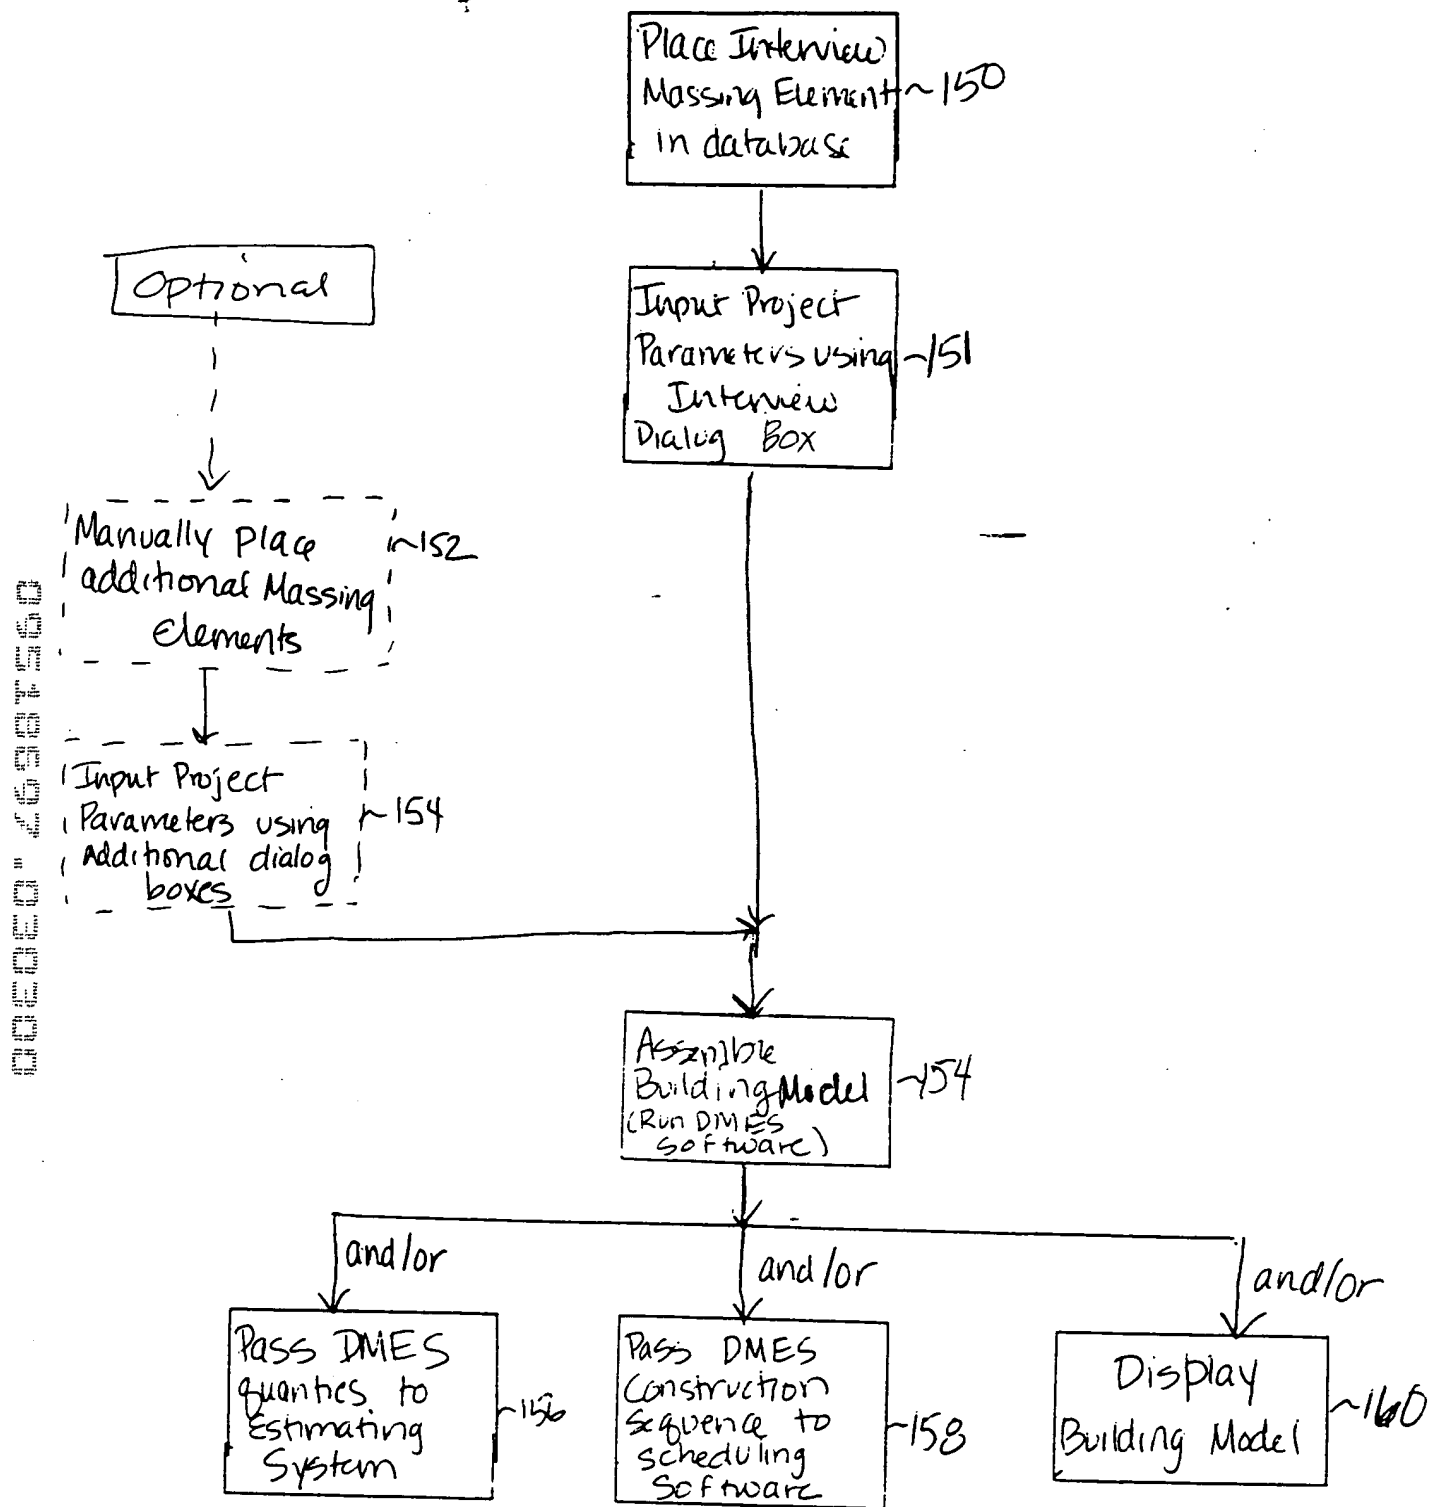 Place Interview
Massing Element ~150
in database
Optional
Input Project
Parameters using ~151
Interview
Dialog Box
Manually Place ~152
additional Massing
Elements
Input Project
Parameters using ~154
Additional dialog
boxes
Assemble
Building Model ~154
(Run DMES
software)
and/or
and/or
and/or
Pass DMES
quanties to
Estimating ~156
System
Pass DMES
Construction
Sequence to ~158
scheduling
Software
Display
Building Model ~160